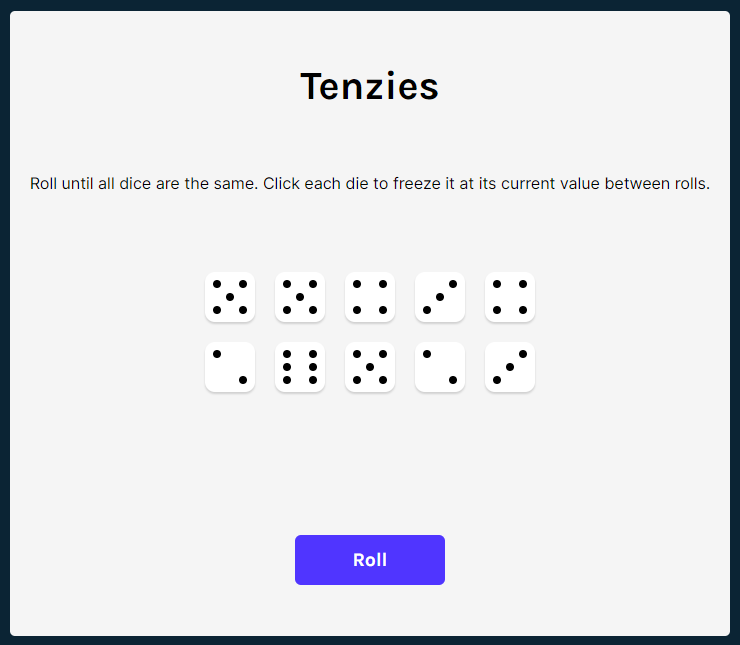 Tenzies
Roll until all dice are the same. Click each die to freeze it at its current value between rolls.
Roll